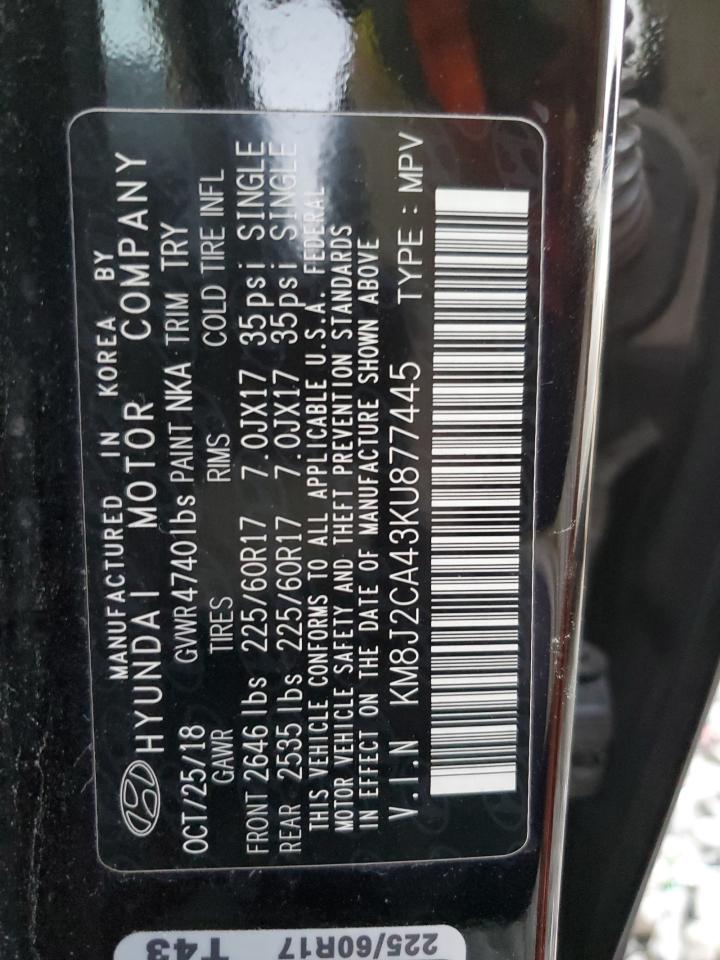 MANUFACTURED IN KOREA BY
HYUNDAI MOTOR COMPANY
OCT/25/18 GVWR4740lbs PAINT NKA TRIM TRY
GAWR TIRES RIMS COLD TIRE INFL
FRONT 2646 lbs 225/60R17 7.0JX17 35psi SINGLE
REAR 2535 lbs 225/60R17 7.0JX17 35psi SINGLE
THIS VEHICLE CONFORMS TO ALL APPLICABLE U.S.A. FEDERAL
MOTOR VEHICLE SAFETY AND THEFT PREVENTION STANDARDS
IN EFFECT ON THE DATE OF MANUFACTURE SHOWN ABOVE
V.I.N KM8J2CA43KU877445 TYPE : MPV
T43
225/60R17